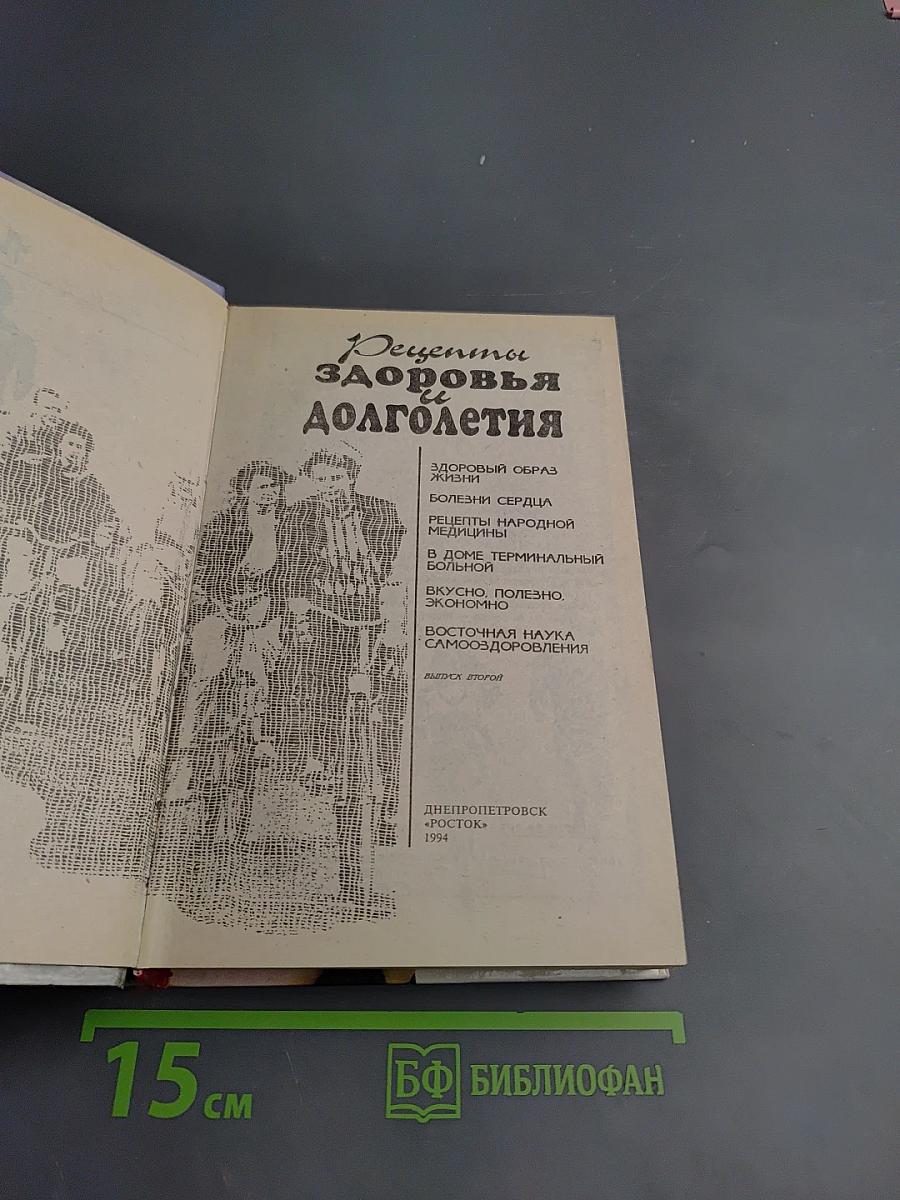 Рецепты
ЗДОРОВЬЯ
и
ДОЛГОЛЕТИЯ
ЗДОРОВЫЙ ОБРАЗ
ЖИЗНИ
БОЛЕЗНИ СЕРДЦА
РЕЦЕПТЫ НАРОДНОЙ
МЕДИЦИНЫ
В ДОМЕ ТЕРМИНАЛЬНЫЙ
БОЛЬНОЙ
ВКУСНО, ПОЛЕЗНО,
ЭКОНОМНО
ВОСТОЧНАЯ НАУКА
САМООЗДОРОВЛЕНИЯ
ВЫПУСК ВТОРОЙ
ДНЕПРОПЕТРОВСК
«РОСТОК»
1994
15 см
БФ БИБЛИОФАН